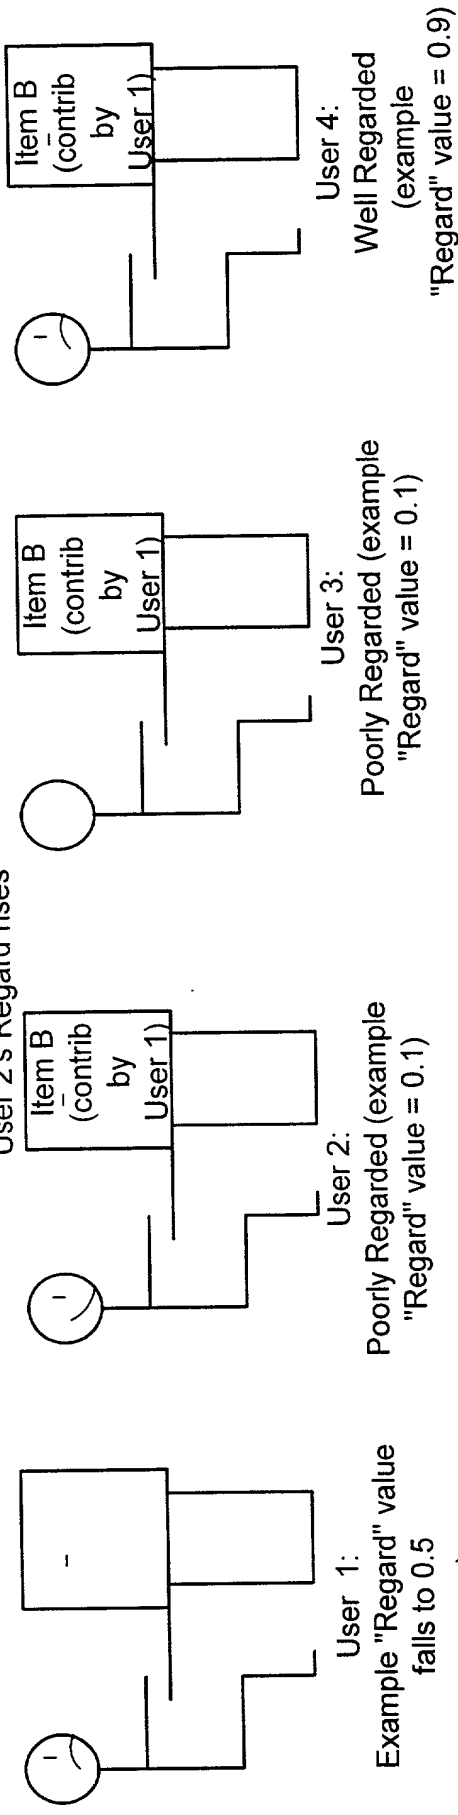 User 2's Regard rises
-
User 1:
Example "Regard" value
falls to 0.5
Item B
-
(contrib
by
User 1)
User 2:
Poorly Regarded (example
"Regard" value = 0.1)
Item B
(contrib
by
User 1)
User 3:
Poorly Regarded (example
"Regard" value = 0.1)
Item B
-
(contrib
by
User 1)
User 4:
Well Regarded
(example
"Regard" value = 0.9)